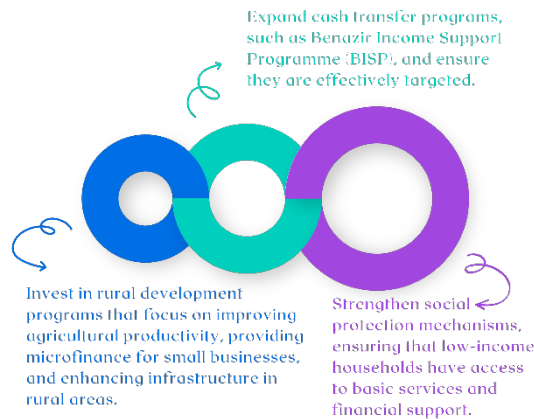 Expand cash transfer programs,
such as Benazir Income Support
Programme (BISP), and ensure
they are effectively targeted.
Invest in rural development
programs that focus on improving
agricultural productivity, providing
microfinance for small businesses,
and enhancing infrastructure in
rural areas.
Strengthen social
protection mechanisms,
ensuring that low-income
households have access
to basic services and
financial support.